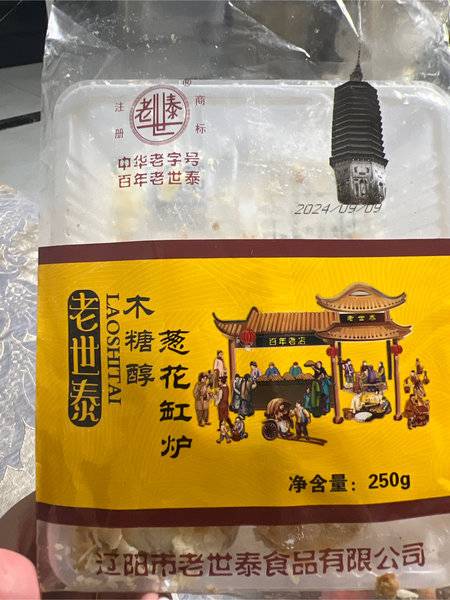 ®
注册
老世泰
商标
中华老字号
百年老世泰
2024/09/09
老世泰
LAOSHITAI
木糖醇
葱花缸炉
百年老店
老世泰
净含量：250g
辽阳市老世泰食品有限公司